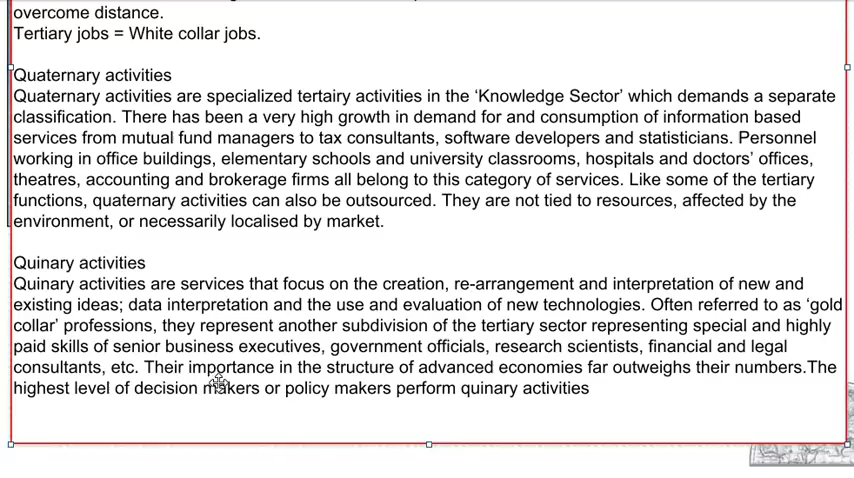 overcome distance.
Tertiary jobs = White collar jobs.
Quaternary activities
Quaternary activities are specialized tertairy activities in the ‘Knowledge Sector’ which demands a separate
classification. There has been a very high growth in demand for and consumption of information based
services from mutual fund managers to tax consultants, software developers and statisticians. Personnel
working in office buildings, elementary schools and university classrooms, hospitals and doctors’ offices,
theatres, accounting and brokerage firms all belong to this category of services. Like some of the tertiary
functions, quaternary activities can also be outsourced. They are not tied to resources, affected by the
environment, or necessarily localised by market.
Quinary activities
Quinary activities are services that focus on the creation, re-arrangement and interpretation of new and
existing ideas; data interpretation and the use and evaluation of new technologies. Often referred to as ‘gold
collar’ professions, they represent another subdivision of the tertiary sector representing special and highly
paid skills of senior business executives, government officials, research scientists, financial and legal
consultants, etc. Their importance in the structure of advanced economies far outweighs their numbers.The
highest level of decision makers or policy makers perform quinary activities